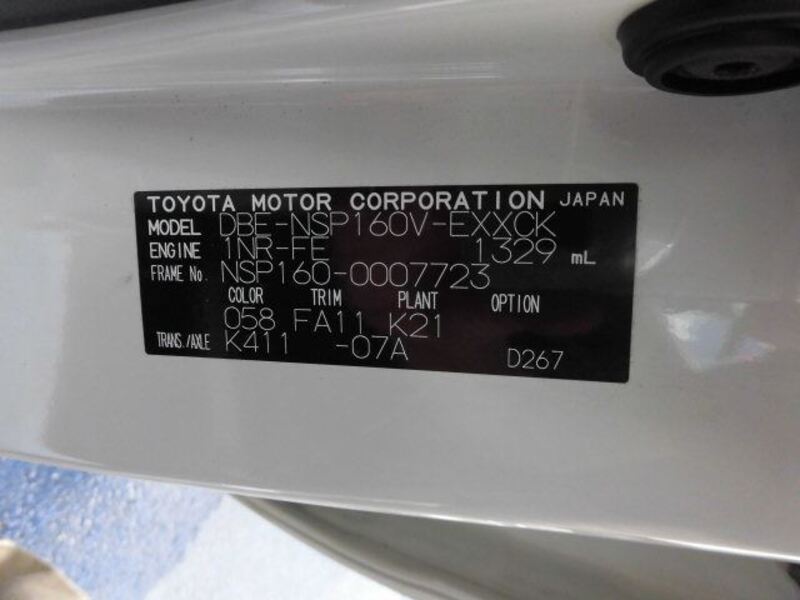 TOYOTA MOTOR CORPORATION JAPAN
MODEL DBE-NSP160V-EXXCK
ENGINE 1NR-FE 1329 mL
FRAME No. NSP160-0007723
COLOR TRIM PLANT OPTION
058 FA11 K21
TRANS./AXLE K411 -07A D267